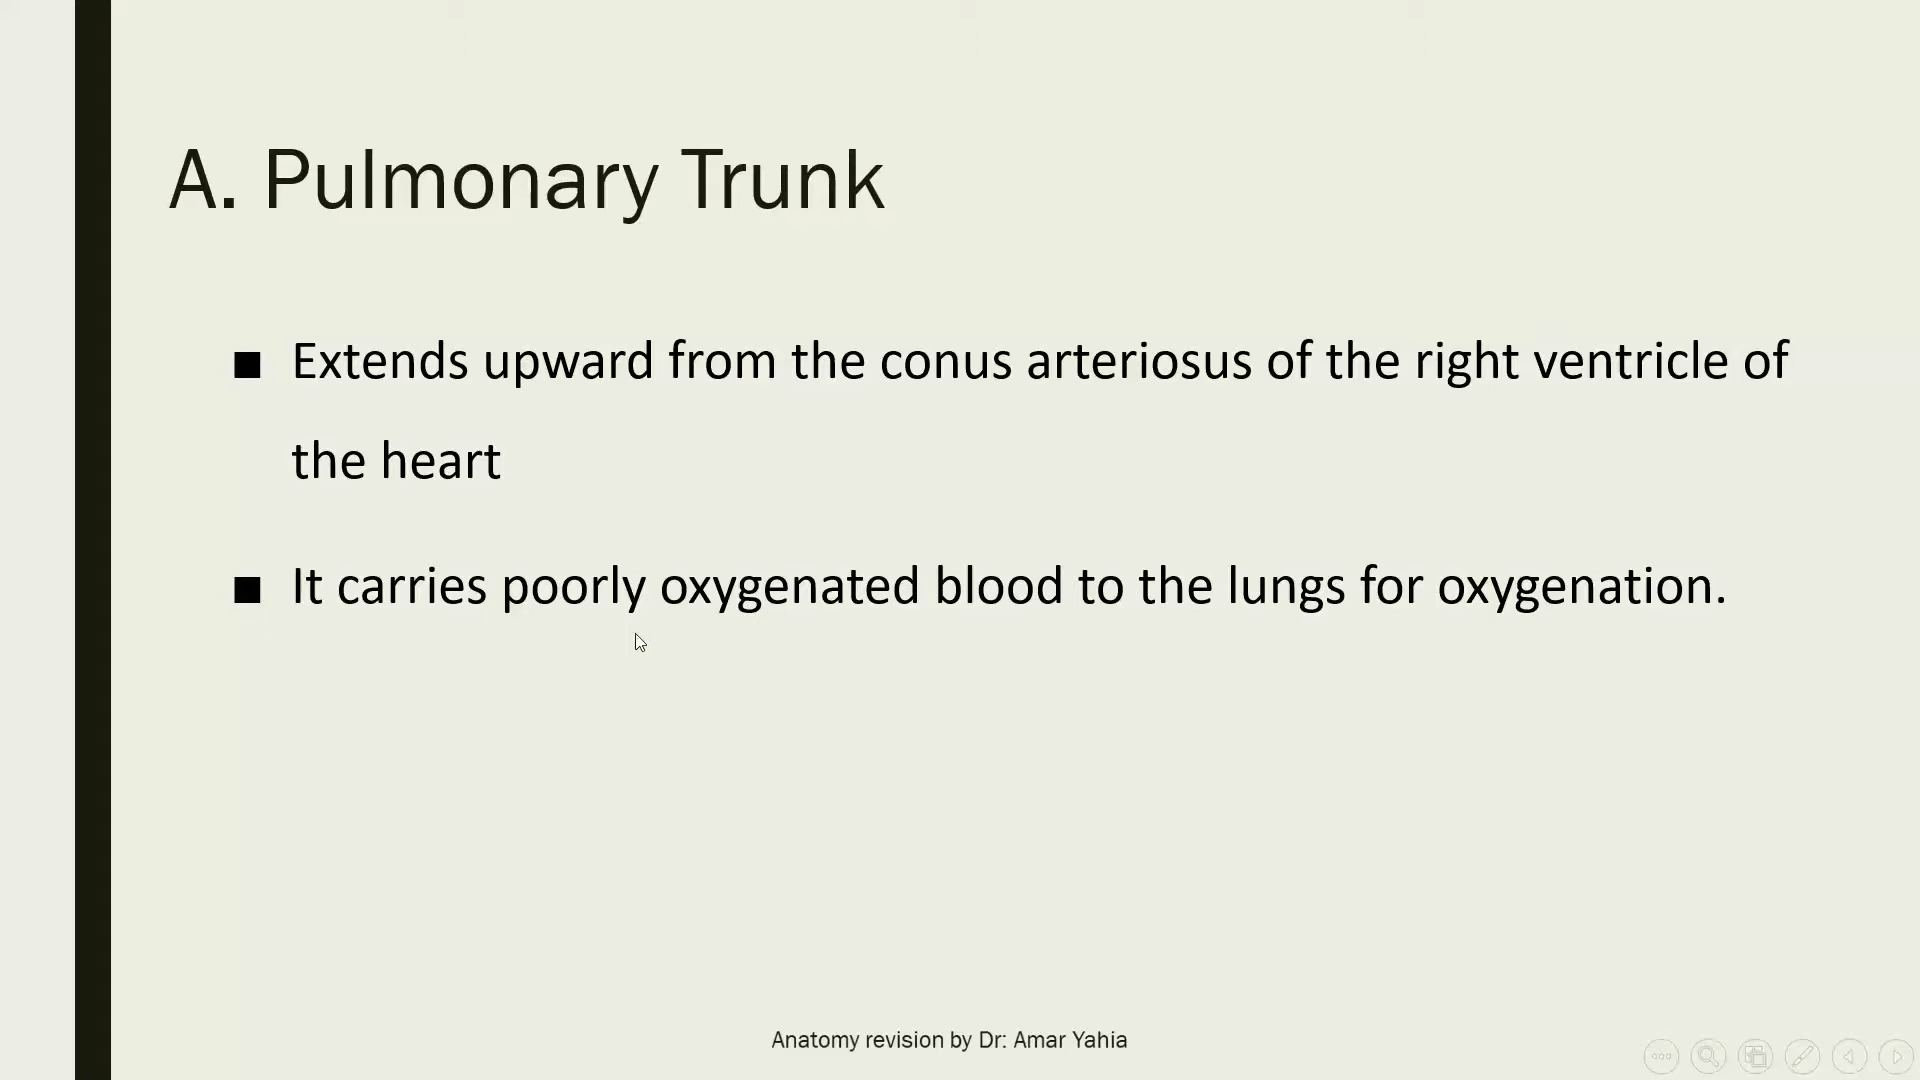 A. Pulmonary Trunk
■ Extends upward from the conus arteriosus of the right ventricle of
the heart
■ It carries poorly oxygenated blood to the lungs for oxygenation.
Anatomy revision by Dr: Amar Yahia